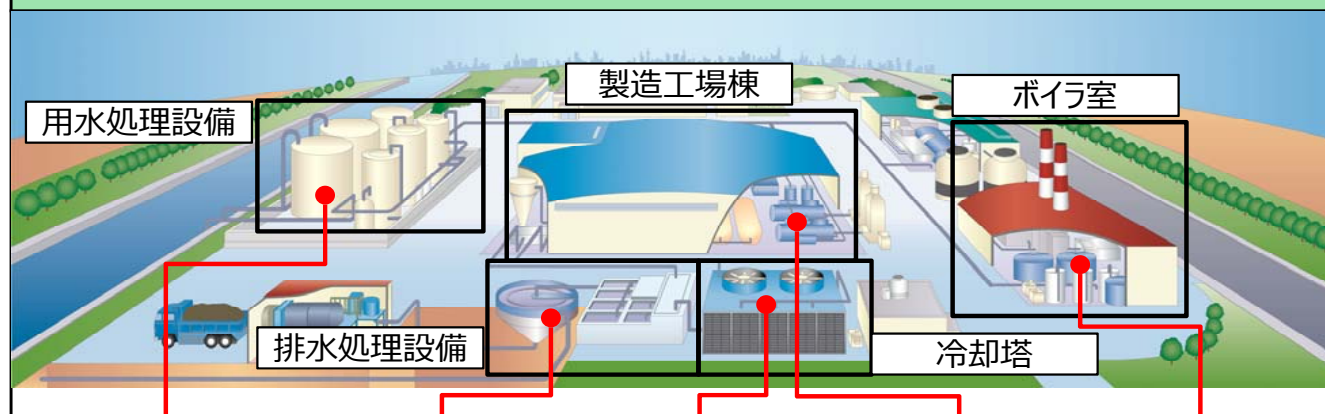 製造工場棟
ボイラ室
用水処理設備
排水処理設備
冷却塔